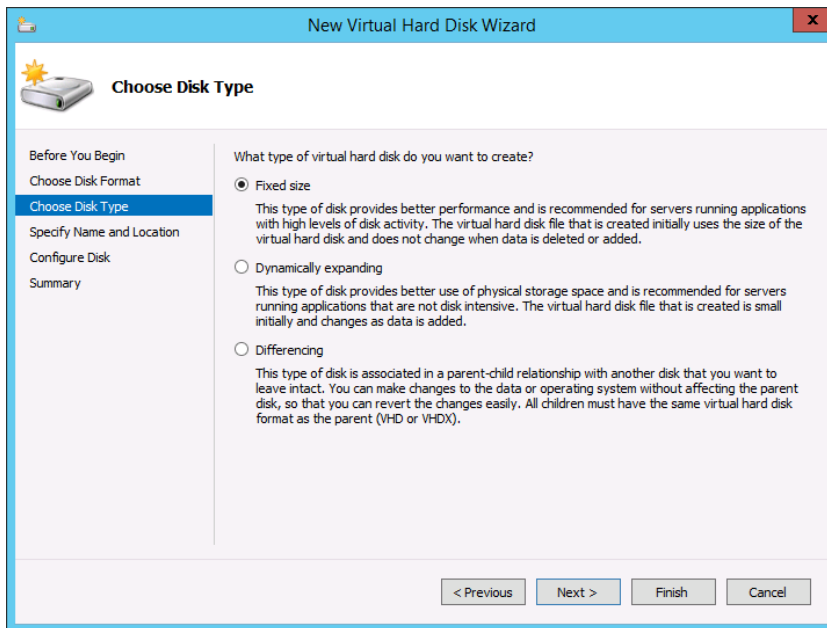 New Virtual Hard Disk Wizard
x
Choose Disk Type
Before You Begin
Choose Disk Format
Choose Disk Type
Specify Name and Location
Configure Disk
Summary
What type of virtual hard disk do you want to create?
Fixed size
This type of disk provides better performance and is recommended for servers running applications
with high levels of disk activity. The virtual hard disk file that is created initially uses the size of the
virtual hard disk and does not change when data is deleted or added.
Dynamically expanding
This type of disk provides better use of physical storage space and is recommended for servers
running applications that are not disk intensive. The virtual hard disk file that is created is small
initially and changes as data is added.
Differencing
This type of disk is associated in a parent-child relationship with another disk that you want to
leave intact. You can make changes to the data or operating system without affecting the parent
disk, so that you can revert the changes easily. All children must have the same virtual hard disk
format as the parent (VHD or VHDX).
< Previous
Next >
Finish
Cancel